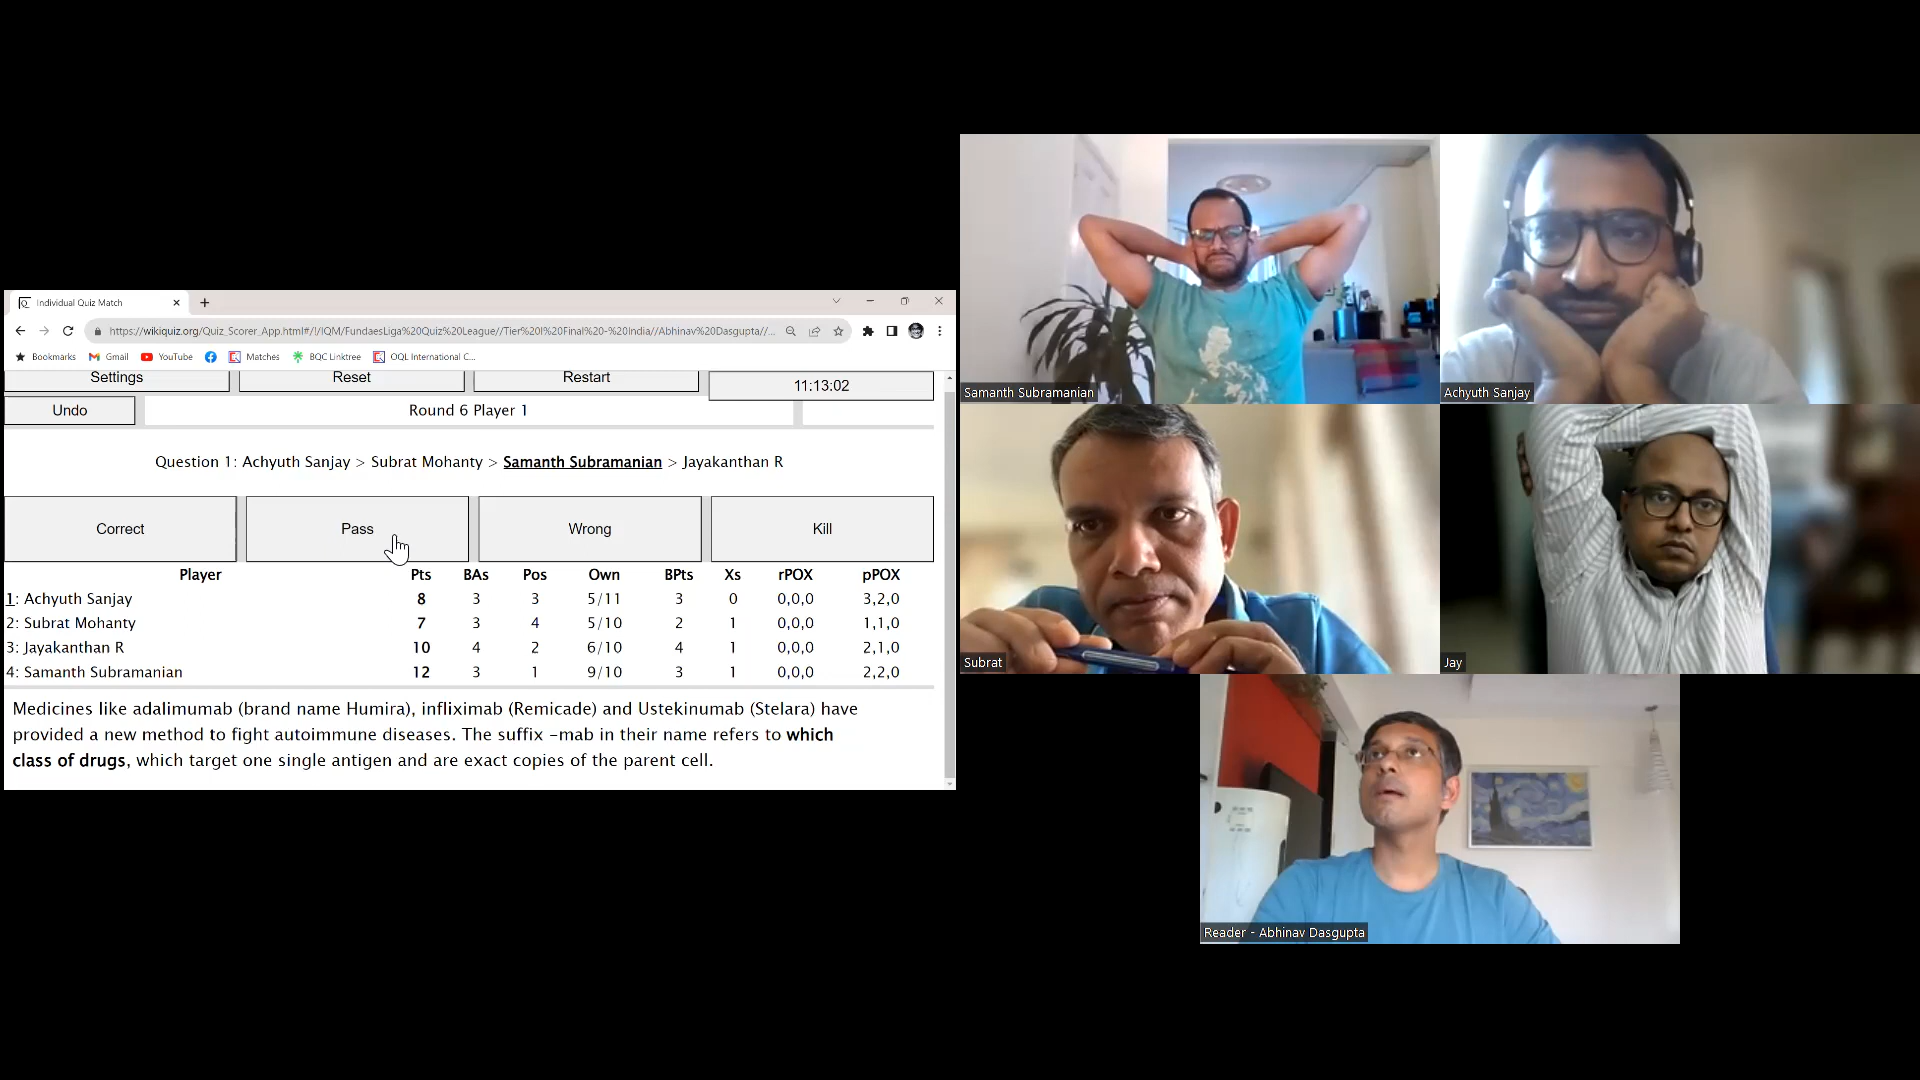 Individual Quiz Match
https://wikiquiz.org/Quiz_Scorer_App.html#/!/IQM/FundaesLiga%20Quiz%20League//Tier%20I%20Final%20-%20India//Abhinav%20Dasgupta//...
Bookmarks Gmail YouTube Matches BQC Linktree OQL International C...
Settings Reset Restart 11:13:02
Undo Round 6 Player 1
Question 1: Achyuth Sanjay > Subrat Mohanty > Samanth Subramanian > Jayakanthan R
Correct Pass Wrong Kill
Player Pts BAs Pos Own BPts Xs rPOX pPOX
1: Achyuth Sanjay 8 3 3 5/11 3 0 0,0,0 3,2,0
2: Subrat Mohanty 7 3 4 5/10 2 1 0,0,0 1,1,0
3: Jayakanthan R 10 4 2 6/10 4 1 0,0,0 2,1,0
4: Samanth Subramanian 12 3 1 9/10 3 1 0,0,0 2,2,0
Medicines like adalimumab (brand name Humira), infliximab (Remicade) and Ustekinumab (Stelara) have
provided a new method to fight autoimmune diseases. The suffix -mab in their name refers to which
class of drugs, which target one single antigen and are exact copies of the parent cell.
Samanth Subramanian
Achyuth Sanjay
Subrat
Jay
Reader - Abhinav Dasgupta